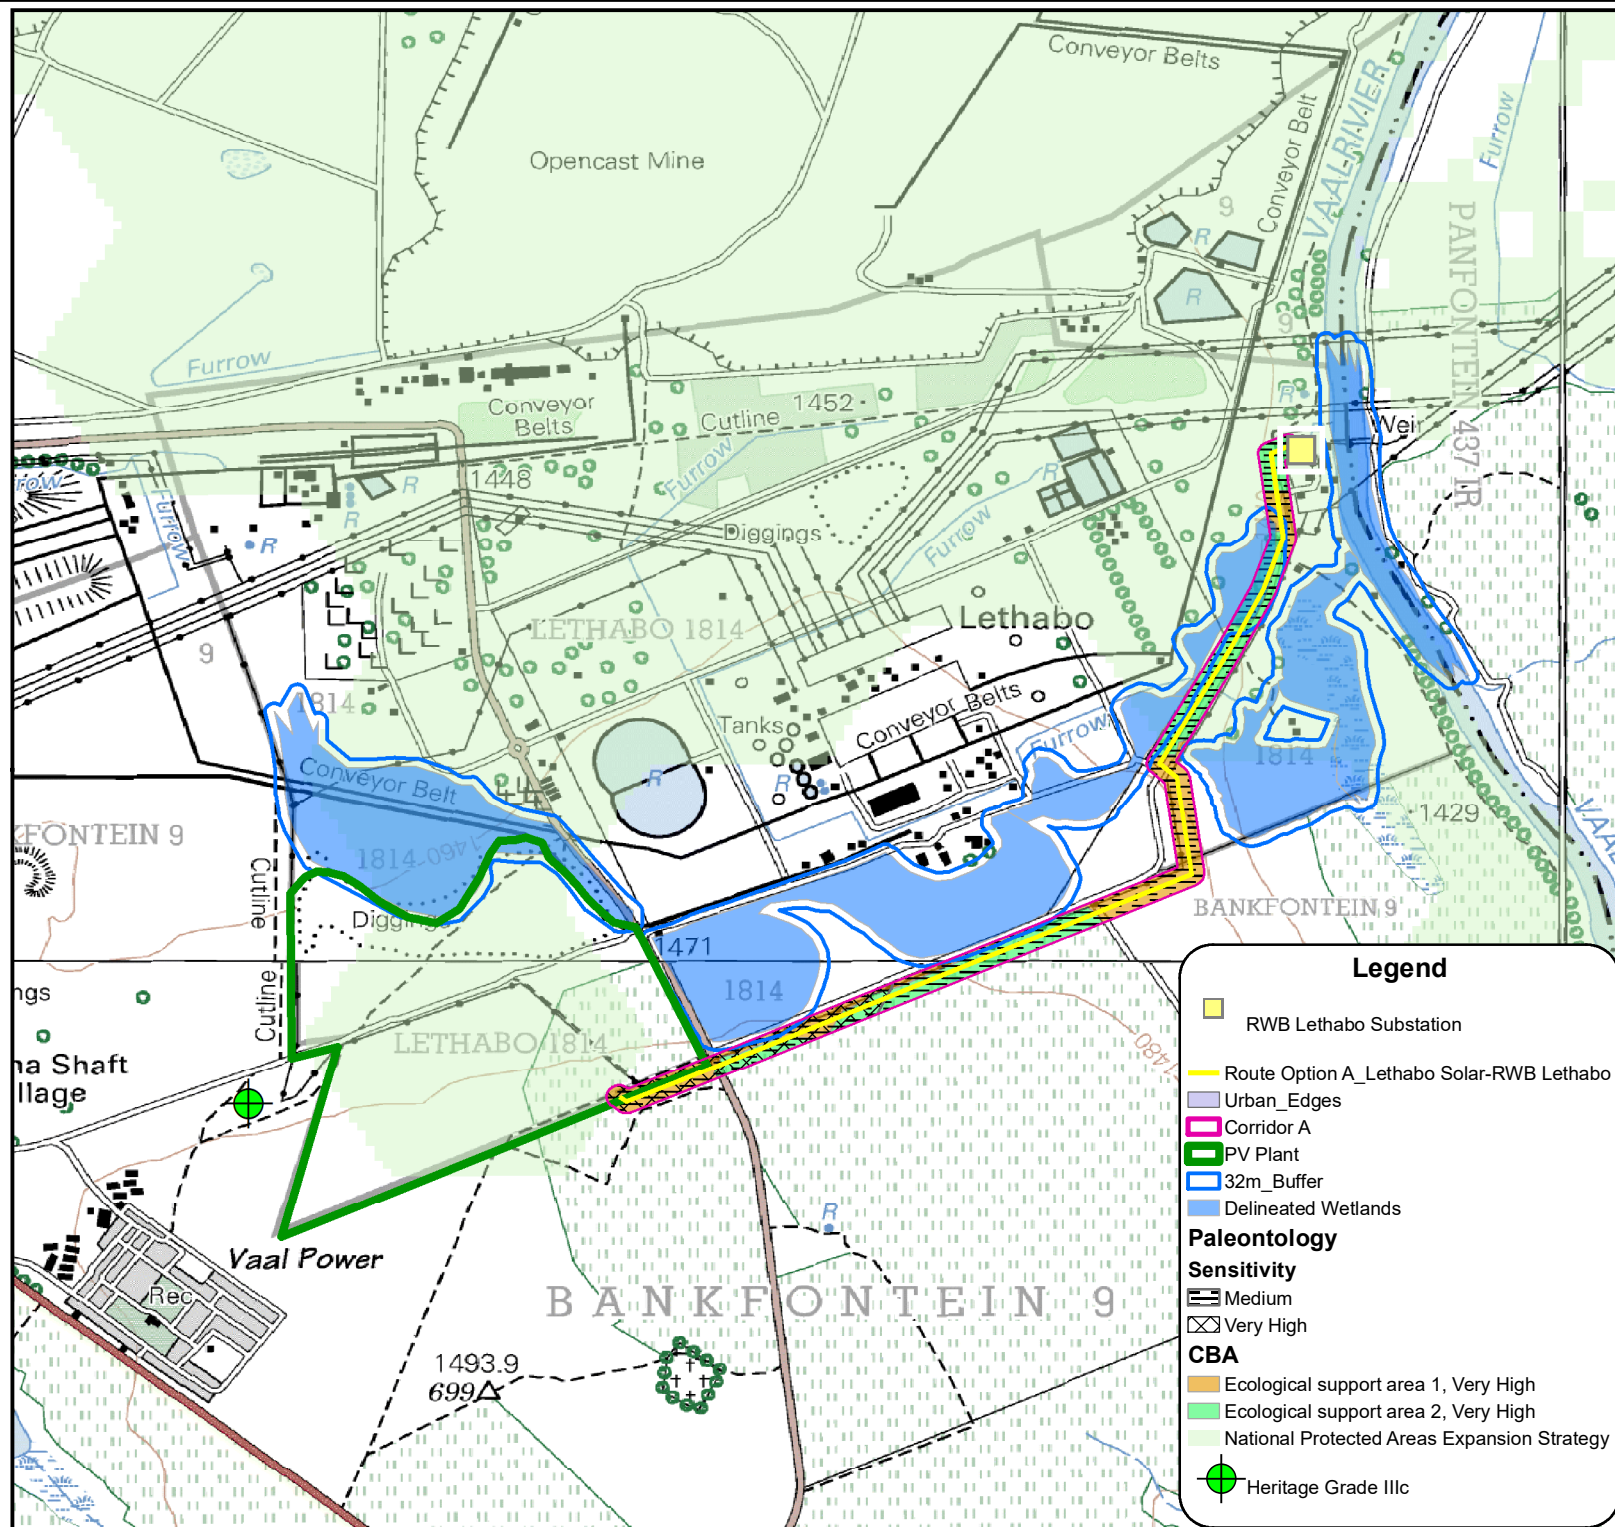 Conveyor Belts
Conveyor Belt
VAALRIVIER
Furrow
Opencast Mine
9
R
PANFONTEIN 437 IR
R
9
Furrow
R
Conveyor
Belts
Cutline
1452
Weir
1448
R
R
Furrow
R
Furrow
R
Furrow
Diggings
Furrow
Lethabo
LETHABO 1814
9
1814
Tanks
Conveyor Belts
Furrow
1814
Conveyor Belt
R
R
1429
KFONTEIN 9
1814
1460
Cutline
Diggings
BANKFONTEIN 9
1471
1814
ngs
Cutline
LETHABO 1814
1480
na Shaft
llage
Vaal Power
Rec
R
BANKFONTEIN 9
1493.9
699
Legend
RWB Lethabo Substation
Route Option A_Lethabo Solar-RWB Lethabo
Urban_Edges
Corridor A
PV Plant
32m_Buffer
Delineated Wetlands
Paleontology
Sensitivity
Medium
Very High
CBA
Ecological support area 1, Very High
Ecological support area 2, Very High
National Protected Areas Expansion Strategy
Heritage Grade IIIc